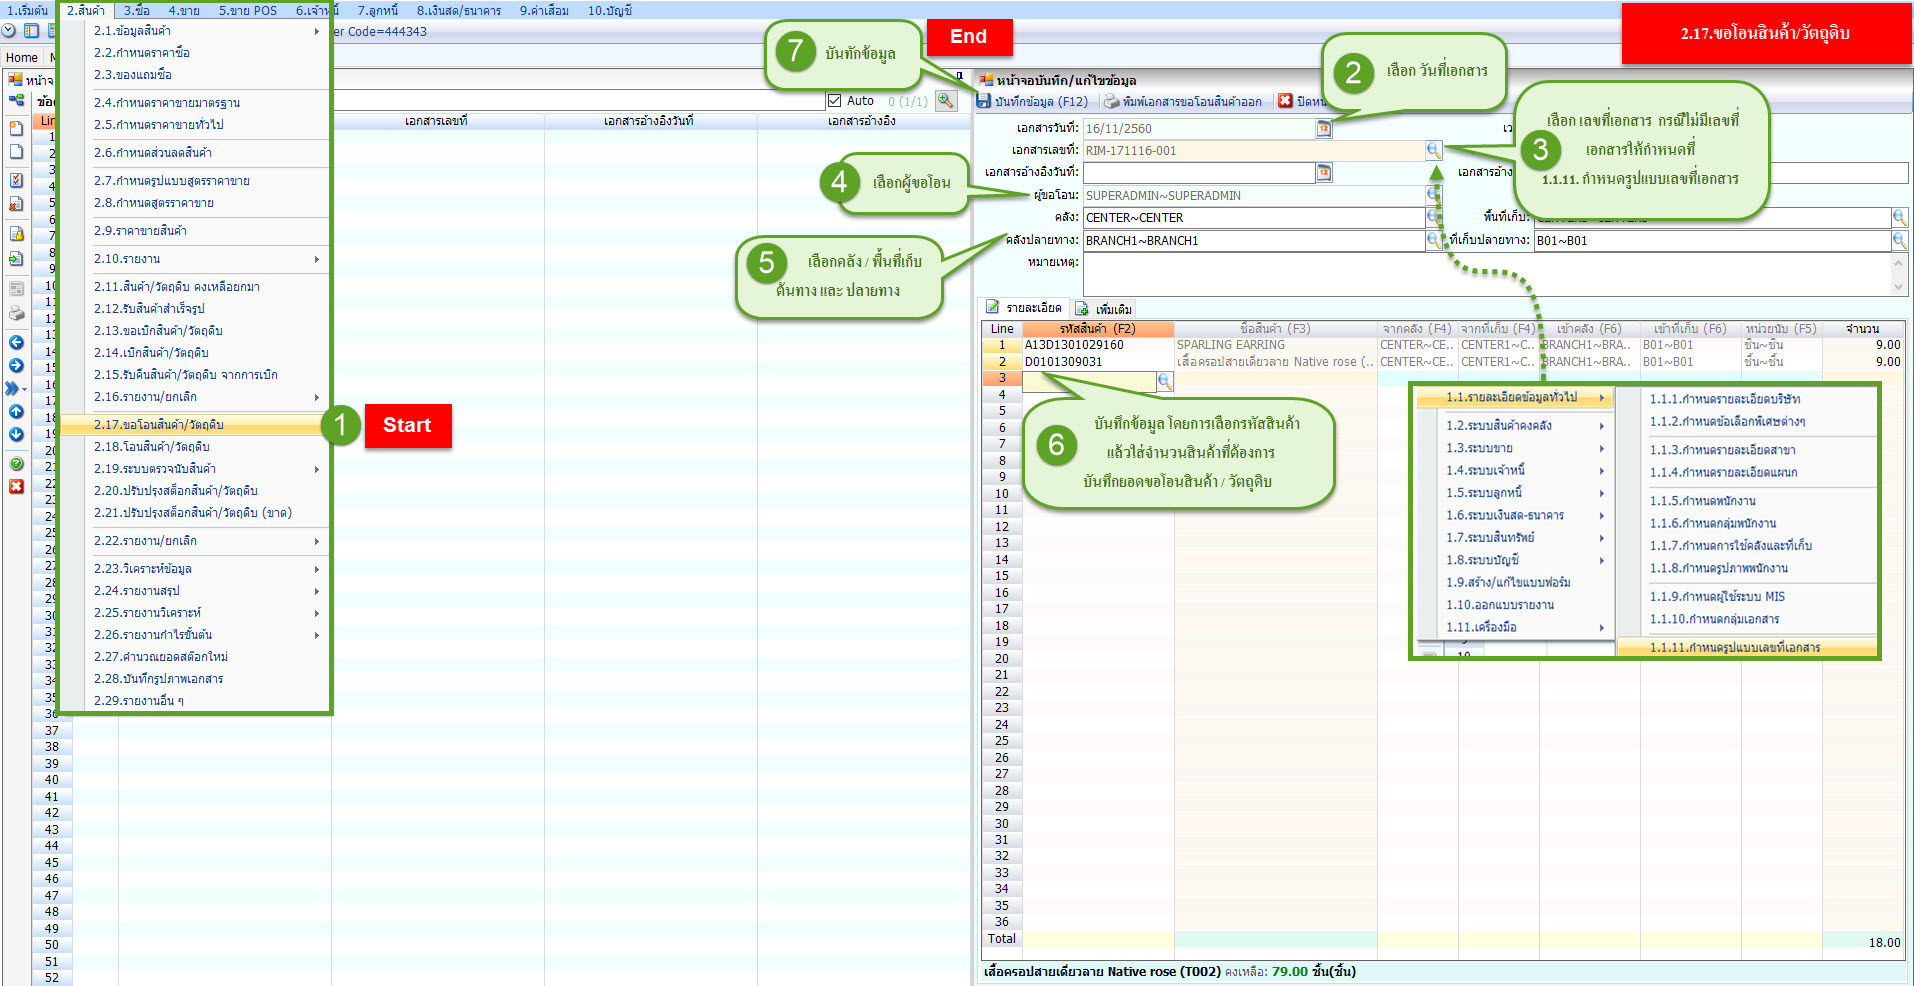 1.เริ่มต้น 2.สินค้า 3.ซื้อ 4.ขาย 5.ขาย POS 6.เจ้าหนี้ 7.ลูกหนี้ 8.เงินสด/ธนาคาร 9.ค่าเสื่อม 10.บัญชี
er Code=444343
Home
2.1.ข้อมูลสินค้า
2.2.กำหนดราคาซื้อ
2.3.ของแถมซื้อ
2.4.กำหนดราคาขายมาตรฐาน
2.5.กำหนดราคาขายทั่วไป
2.6.กำหนดส่วนลดสินค้า
2.7.กำหนดรูปแบบสูตรราคาขาย
2.8.กำหนดสูตรราคาขาย
2.9.ราคาขายสินค้า
2.10.รายงาน
2.11.สินค้า/วัตถุดิบ คงเหลือยกมา
2.12.รับสินค้าสำเร็จรูป
2.13.ขอเบิกสินค้า/วัตถุดิบ
2.14.เบิกสินค้า/วัตถุดิบ
2.15.รับคืนสินค้า/วัตถุดิบ จากการเบิก
2.16.รายงาน/ยกเลิก
2.17.ขอโอนสินค้า/วัตถุดิบ
2.18.โอนสินค้า/วัตถุดิบ
2.19.ระบบตรวจนับสินค้า
2.20.ปรับปรุงสต็อกสินค้า/วัตถุดิบ
2.21.ปรับปรุงสต็อกสินค้า/วัตถุดิบ (ขาด)
2.22.รายงาน/ยกเลิก
2.23.วิเคราะห์ข้อมูล
2.24.รายงานสรุป
2.25.รายงานวิเคราะห์
2.26.รายงานกำไรขั้นต้น
2.27.คำนวณยอดสต๊อกใหม่
2.28.บันทึกรูปภาพเอกสาร
2.29.รายงานอื่น ๆ
1 Start
Auto 0 (1/1)
เอกสารเลขที่ เอกสารอ้างอิงวันที่ เอกสารอ้างอิง
37
38
39
40
41
42
43
44
45
46
47
48
49
50
51
52
7 บันทึกข้อมูล
End
2.17.ขอโอนสินค้า/วัตถุดิบ
2 เลือก วันที่เอกสาร
หน้าจอบันทึก/แก้ไขข้อมูล
บันทึกข้อมูล (F12) พิมพ์เอกสารขอโอนสินค้าออก
3 เลือก เลขที่เอกสาร กรณีไม่มีเลขที่
เอกสารให้กำหนดที่
1.1.11. กำหนดรูปแบบเลขที่เอกสาร
เอกสารวันที่: 16/11/2560
เอกสารเลขที่: RIM-171116-001
เอกสารอ้างอิงวันที่:
4 เลือกผู้ขอโอน
ผู้ขอโอน: SUPERADMIN~SUPERADMIN
คลัง: CENTER~CENTER พื้นที่เก็บ:
คลังปลายทาง: BRANCH1~BRANCH1 ที่เก็บปลายทาง: B01~B01
หมายเหตุ:
5 เลือกคลัง / พื้นที่เก็บ
ต้นทาง และ ปลายทาง
รายละเอียด เพิ่มเติม
Line รหัสสินค้า (F2) ชื่อสินค้า (F3) จากคลัง (F4) จากที่เก็บ (F4) เข้าคลัง (F6) เข้าที่เก็บ (F6) หน่วยนับ (F5) จำนวน
1 A13D1301029160 SPARLING EARRING CENTER~CE.. CENTER1~C.. BRANCH1~BRA.. B01~B01 ชิ้น~ชิ้น 9.00
2 D0101309031 เสื้อครอปสายเดี่ยวลาย Native rose (.. CENTER~CE.. CENTER1~C.. BRANCH1~BRA.. B01~B01 ชิ้น~ชิ้น 9.00
3
4
5
6
7
8
9
10
11
12
13
14
15
16
17
18
19
20
21
22
23
24
25
26
27
28
29
30
31
32
33
34
35
36
Total 18.00
6 บันทึกข้อมูล โดยการเลือกรหัสสินค้า
แล้วใส่จำนวนสินค้าที่ต้องการ
บันทึกยอดขอโอนสินค้า / วัตถุดิบ
1.1.รายละเอียดข้อมูลทั่วไป
1.2.ระบบสินค้าคงคลัง
1.3.ระบบขาย
1.4.ระบบเจ้าหนี้
1.5.ระบบลูกหนี้
1.6.ระบบเงินสด-ธนาคาร
1.7.ระบบสินทรัพย์
1.8.ระบบบัญชี
1.9.สร้าง/แก้ไขแบบฟอร์ม
1.10.ออกแบบรายงาน
1.11.เครื่องมือ
1.1.1.กำหนดรายละเอียดบริษัท
1.1.2.กำหนดข้อเลือกพิเศษต่างๆ
1.1.3.กำหนดรายละเอียดสาขา
1.1.4.กำหนดรายละเอียดแผนก
1.1.5.กำหนดพนักงาน
1.1.6.กำหนดกลุ่มพนักงาน
1.1.7.กำหนดการใช้คลังและที่เก็บ
1.1.8.กำหนดรูปภาพพนักงาน
1.1.9.กำหนดผู้ใช้ระบบ MIS
1.1.10.กำหนดกลุ่มเอกสาร
1.1.11.กำหนดรูปแบบเลขที่เอกสาร
เสื้อครอปสายเดี่ยวลาย Native rose (T002) คงเหลือ: 79.00 ชิ้น(ชิ้น)